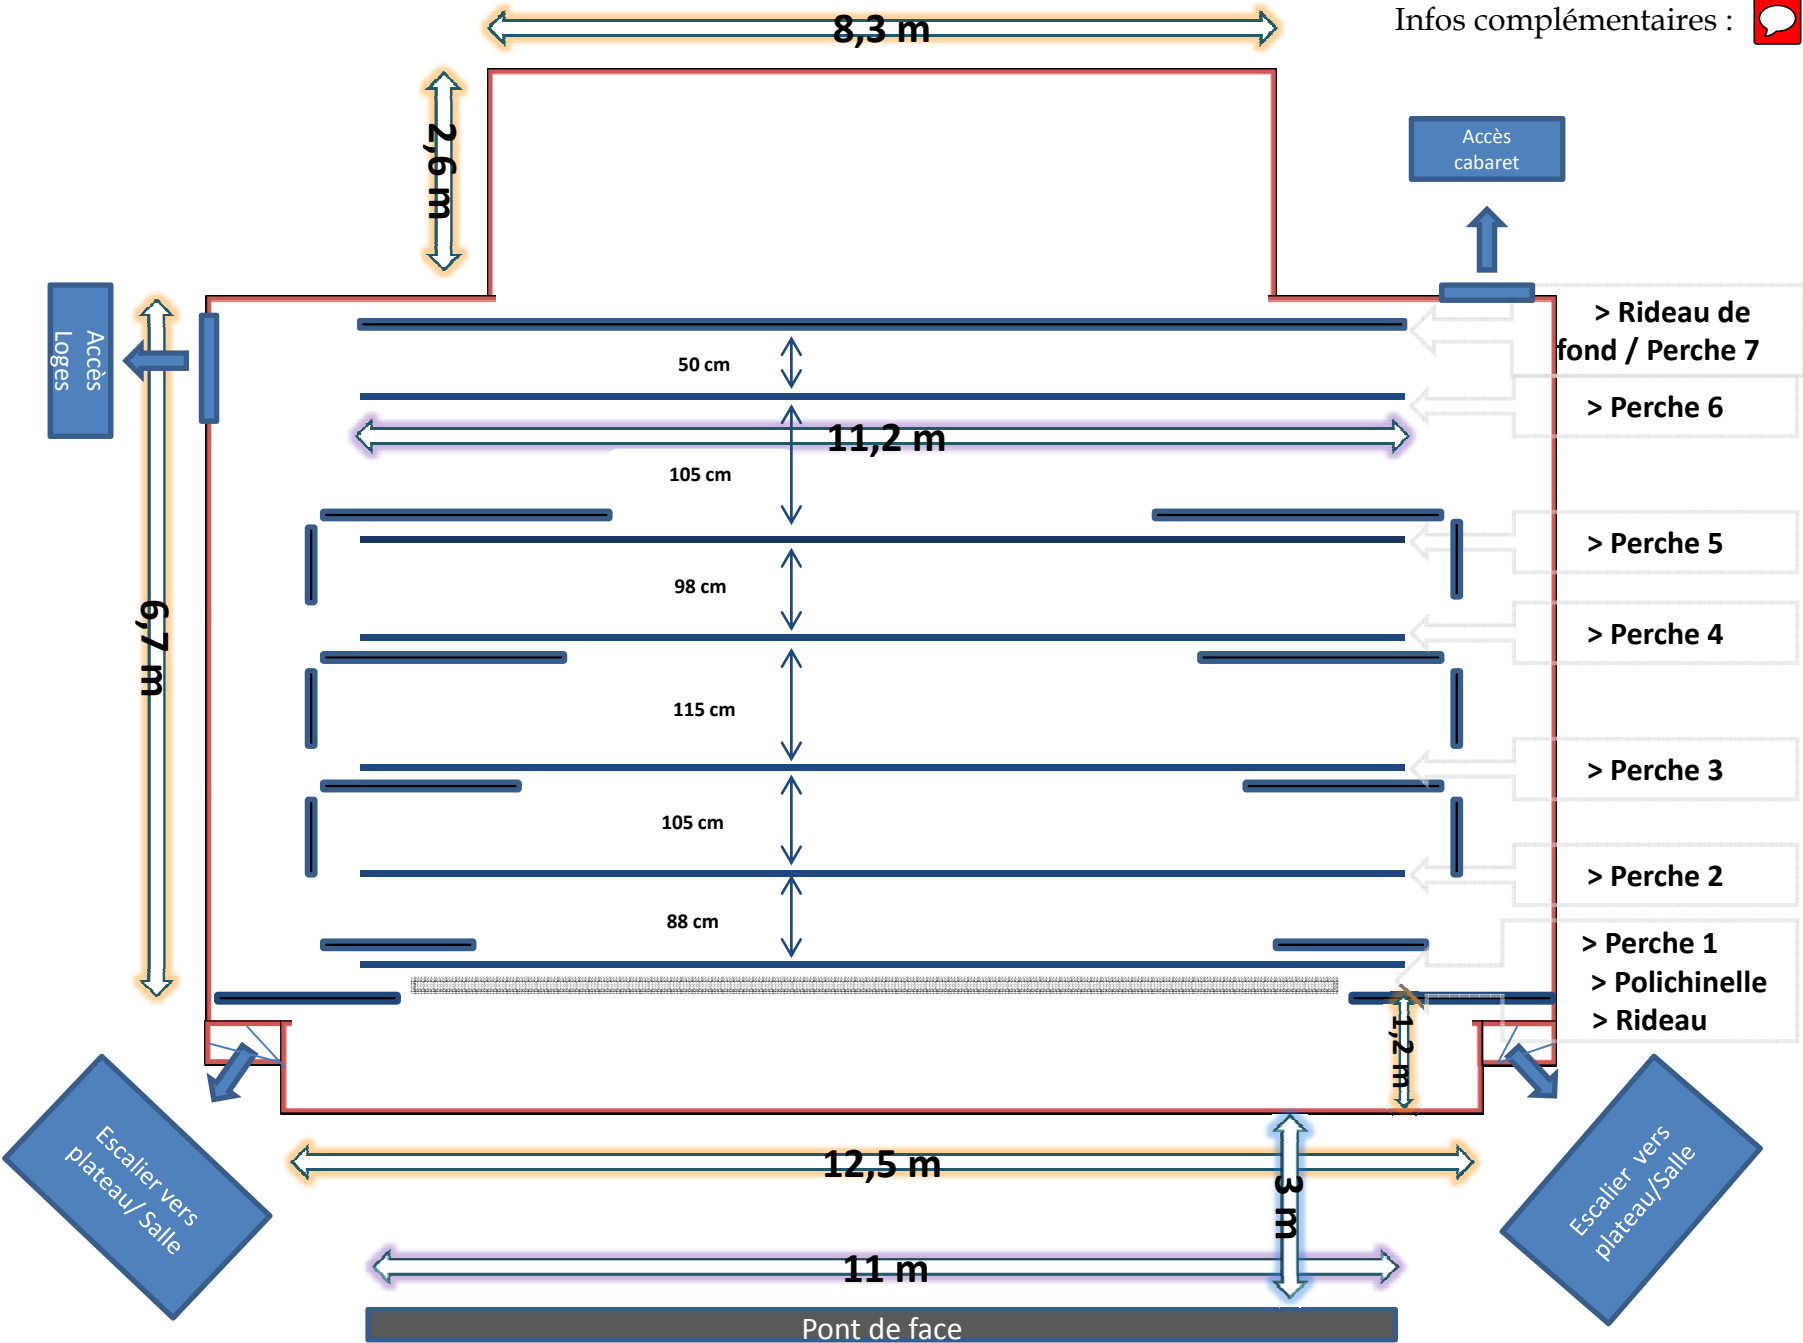 8,3 m
Infos complémentaires :
2,6 m
Accès
cabaret
Accès
Loges
> Rideau de
fond / Perche 7
50 cm
> Perche 6
11,2 m
105 cm
> Perche 5
98 cm
6,7 m
> Perche 4
115 cm
> Perche 3
105 cm
> Perche 2
88 cm
> Perche 1
> Polichinelle
> Rideau
1,2 m
Escalier vers
plateau/ Salle
12,5 m
3 m
Escalier vers
plateau/Salle
11 m
Pont de face